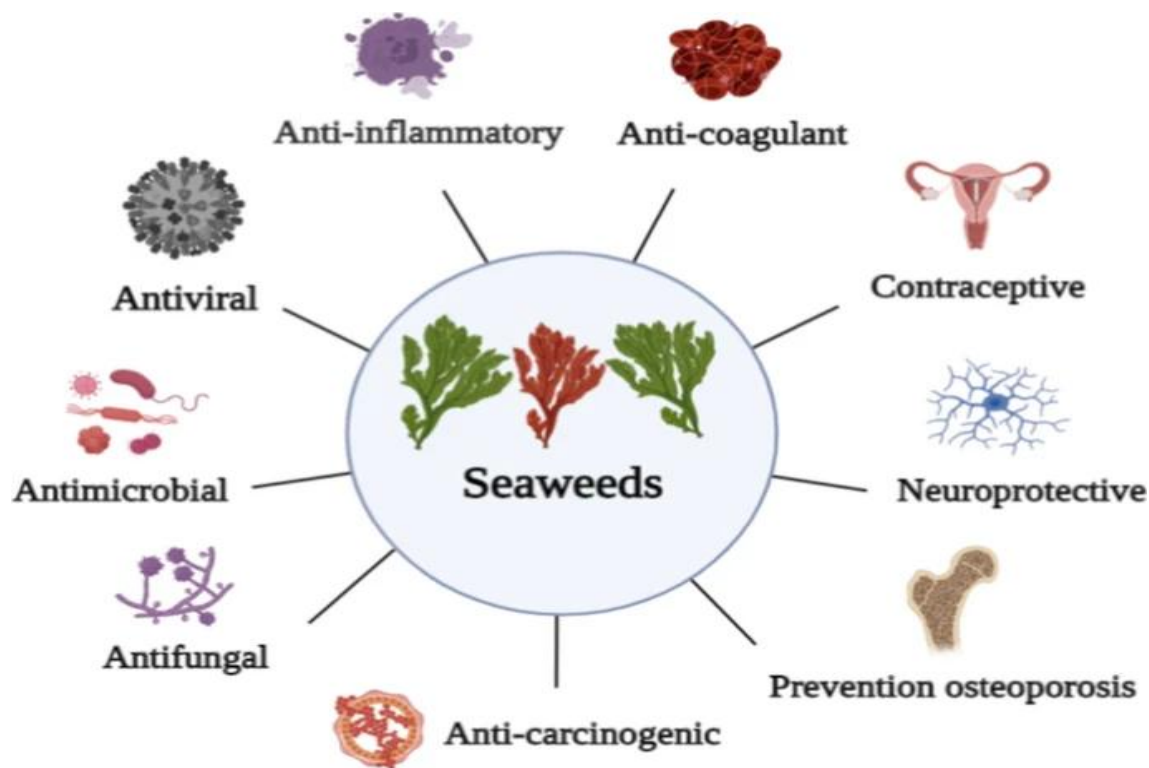 Anti-inflammatory
Anti-coagulant
Antiviral
Contraceptive
Antimicrobial
Seaweeds
Neuroprotective
Antifungal
Prevention osteoporosis
Anti-carcinogenic